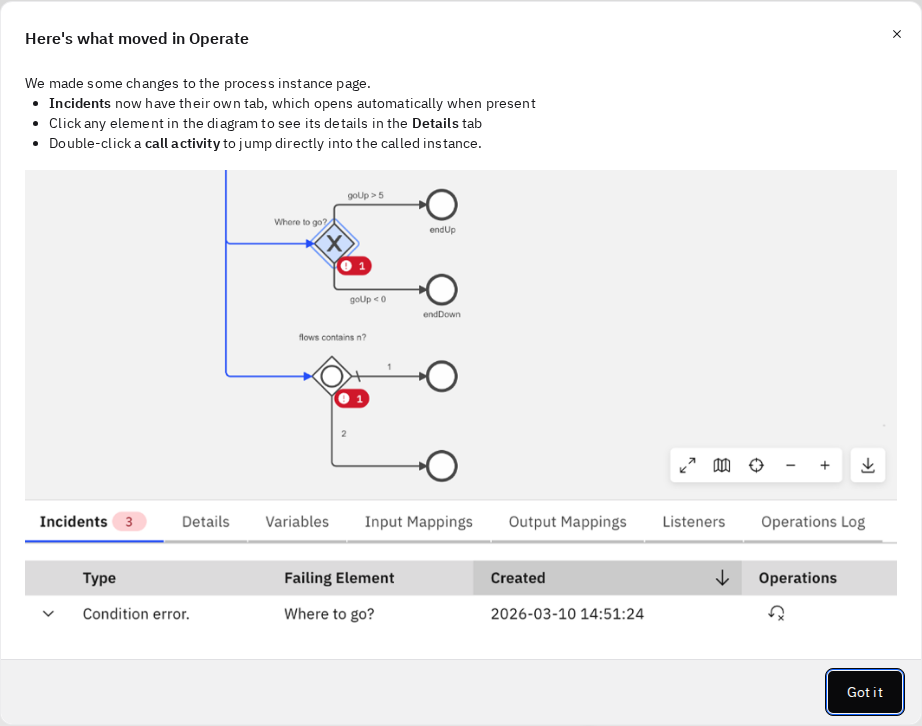 Here's what moved in Operate
We made some changes to the process instance page.
Incidents now have their own tab, which opens automatically when present
Click any element in the diagram to see its details in the Details tab
Double-click a call activity to jump directly into the called instance.
goUp > 5
Where to go?
endUp
X
1
goUp < 0
endDown
flows contains n?
1
1
2
Incidents 3 Details Variables Input Mappings Output Mappings Listeners Operations Log
Type Failing Element Created Operations
Condition error. Where to go? 2026-03-10 14:51:24
Got it